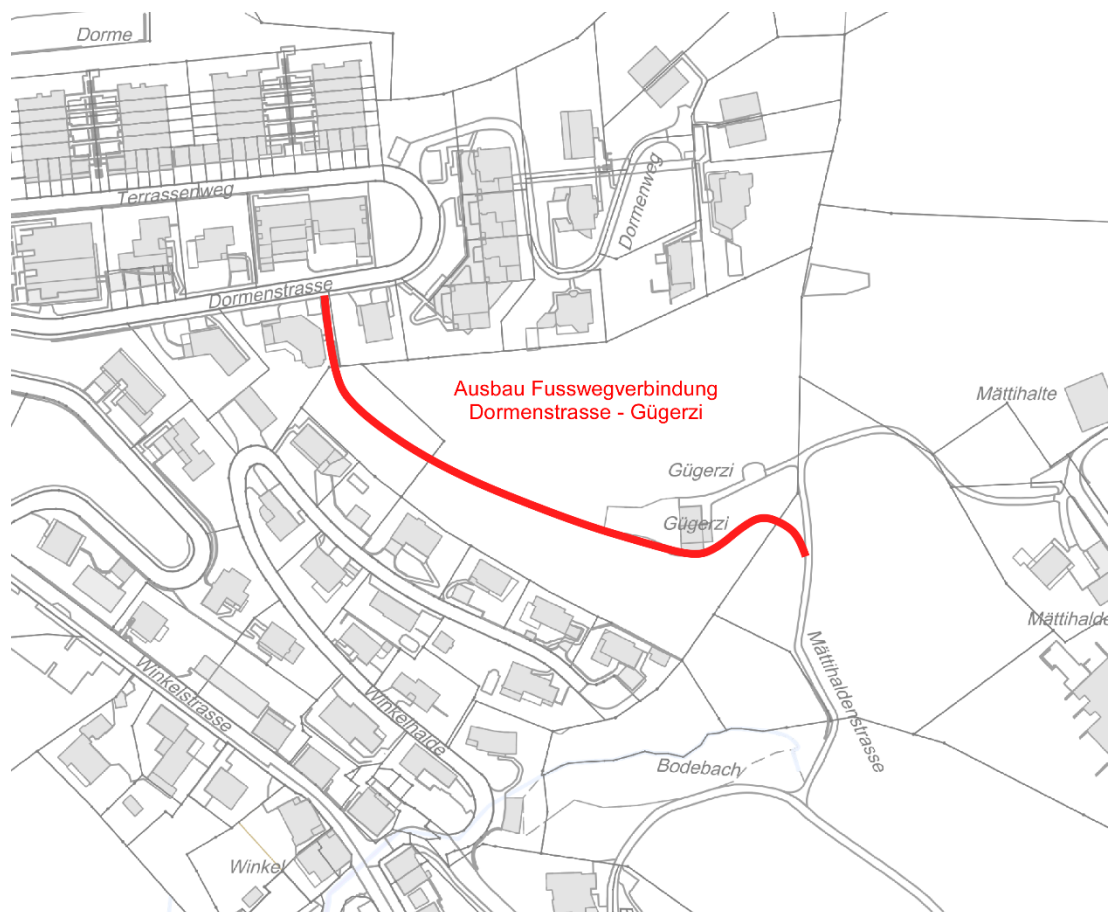 Dorme
Terrassenweg
Dormenweg
Dormenstrasse
Ausbau Fusswegverbindung
Dormenstrasse - Gügerzi
Mättihalte
Gügerzi
Gügerzi
Mättihalde
Mättihaldenstrasse
Winkelstrasse
Winkelhalde
Bodebach
Winkel